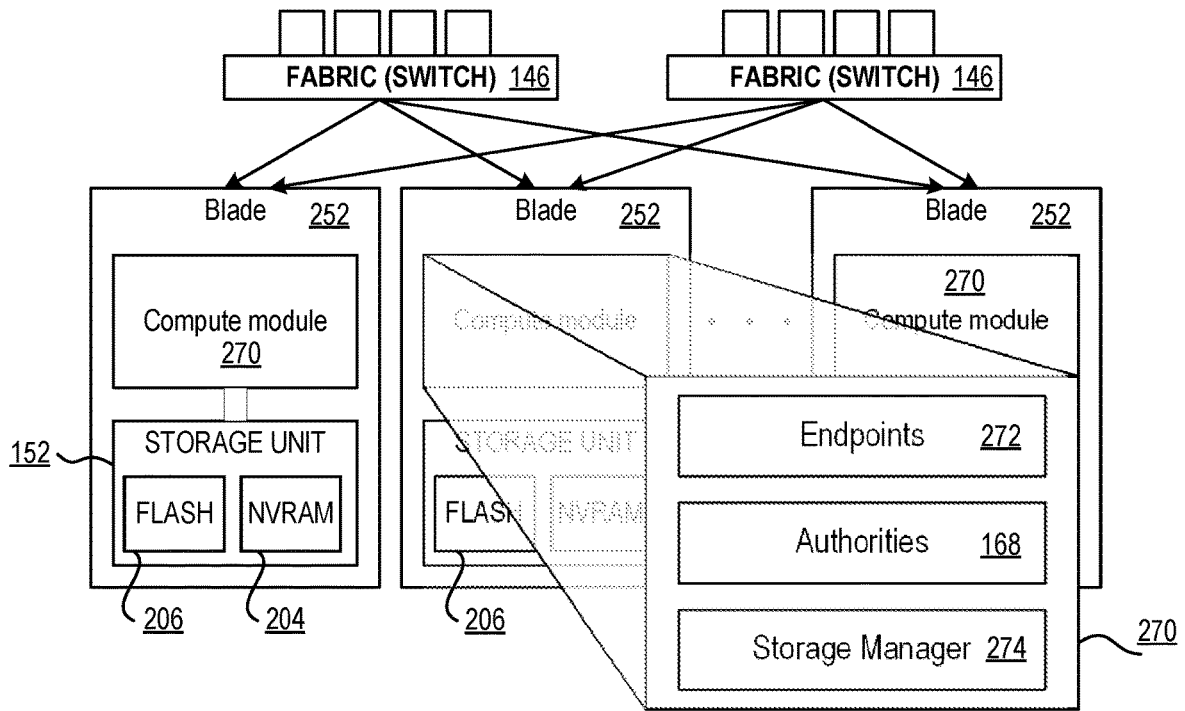 FABRIC (SWITCH) 146
FABRIC (SWITCH) 146
Blade 252
Blade 252
Blade 252
Compute module
270
Compute module
. . .
270
Compute module
152
STORAGE UNIT
FLASH
NVRAM
206
204
STORAGE UNIT
FLASH
NVRAM
206
Endpoints 272
Authorities 168
Storage Manager 274
270